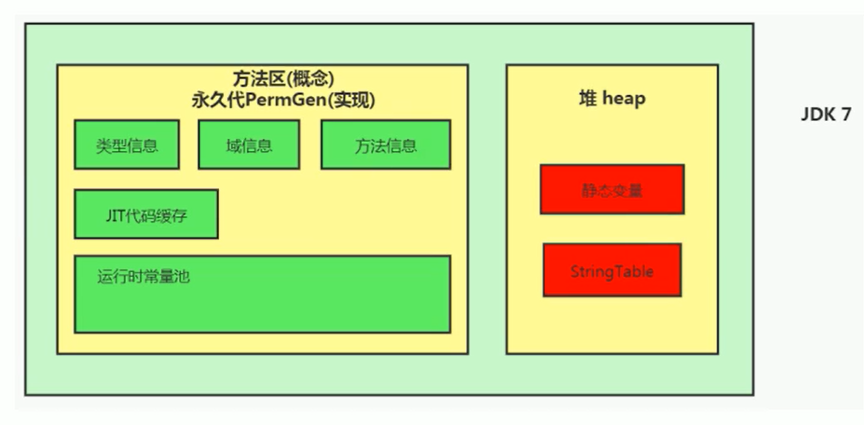 方法区(概念)
永久代PermGen(实现)
类型信息
域信息
方法信息
JIT代码缓存
运行时常量池
堆 heap
静态变量
StringTable
JDK 7